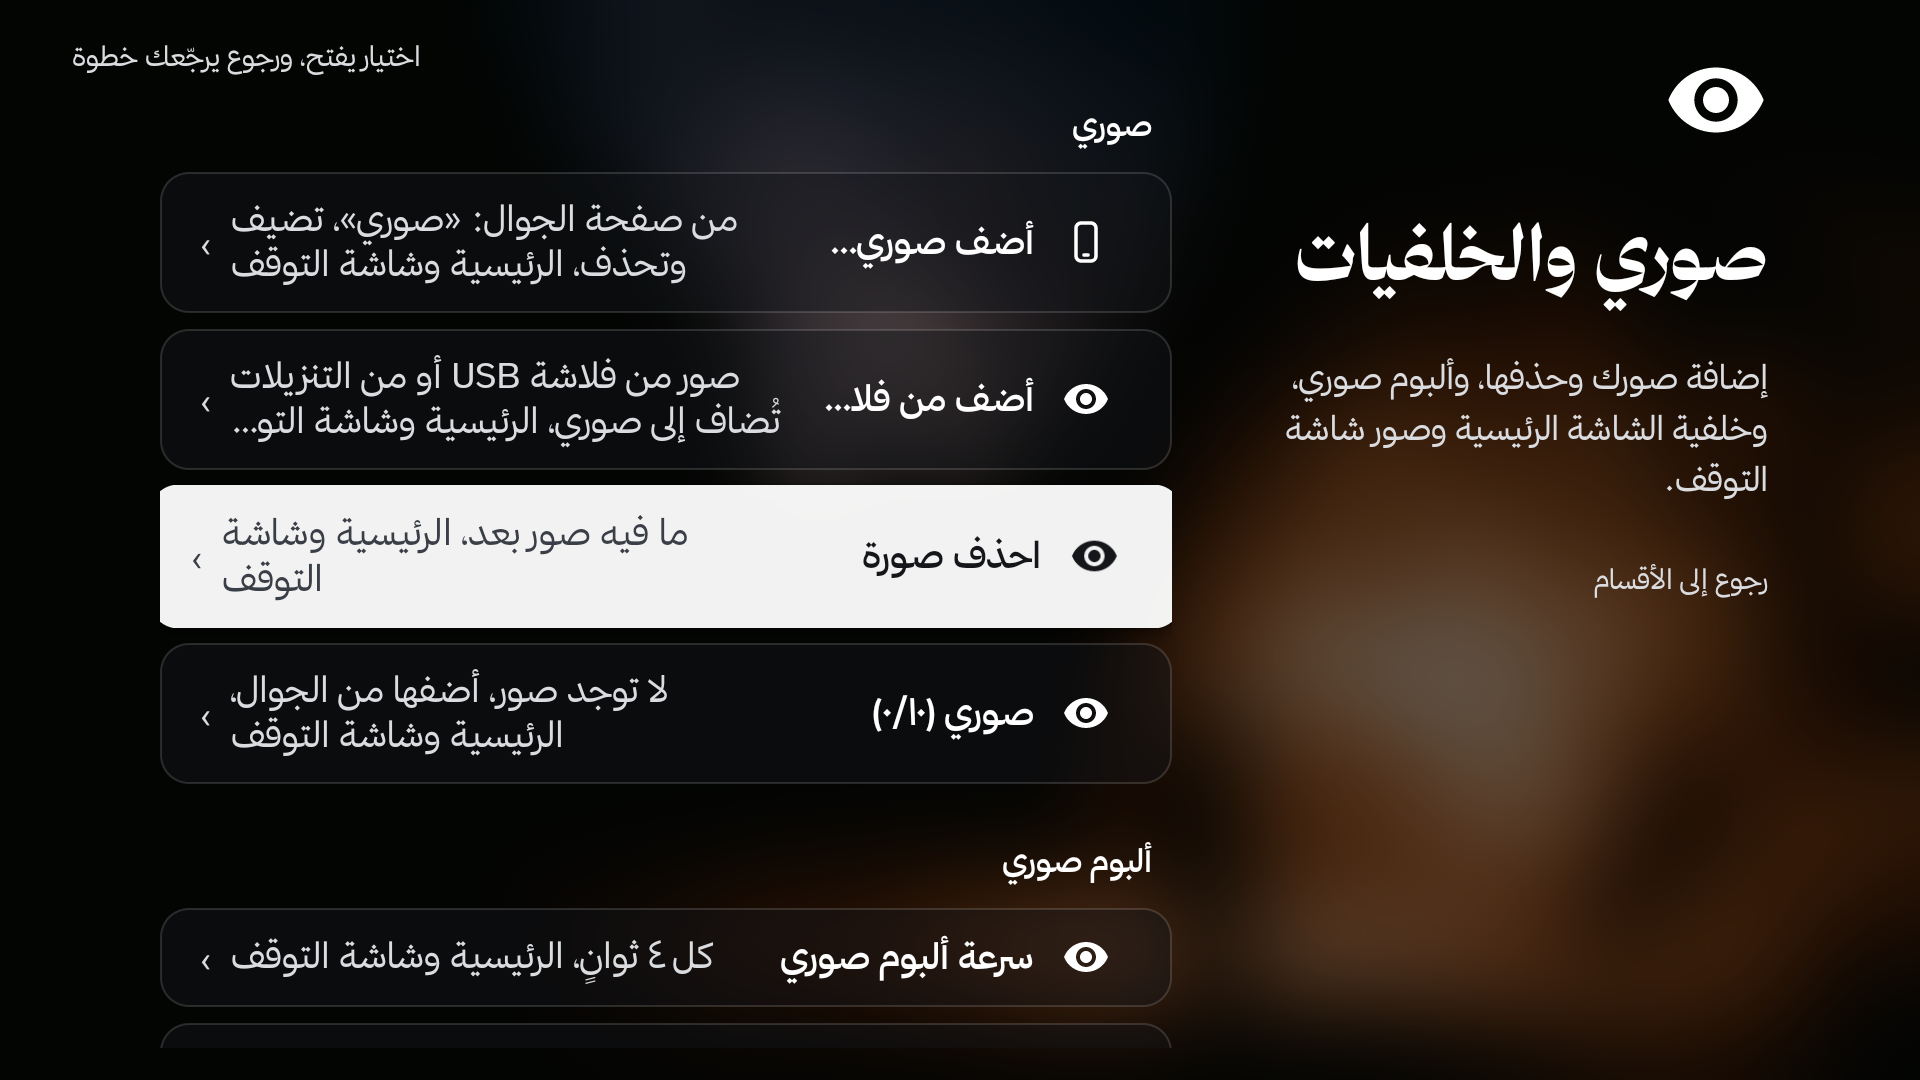 اختيار يفتح، ورجوع يرجّعك خطوة
صوري والخلفيات
إضافة صورك وحذفها، وألبوم صوري،
وخلفية الشاشة الرئيسية وصور شاشة
التوقف.
رجوع إلى الأقسام
صوري
أضف صوري...
من صفحة الجوال: «صوري»، تضيف
وتحذف، الرئيسية وشاشة التوقف
أضف من فلا...
صور من فلاشة USB أو من التنزيلات
تُضاف إلى صوري، الرئيسية وشاشة التو...
احذف صورة
ما فيه صور بعد، الرئيسية وشاشة
التوقف
صوري (٠/١٠)
لا توجد صور، أضفها من الجوال،
الرئيسية وشاشة التوقف
ألبوم صوري
سرعة ألبوم صوري
كل ٤ ثوانٍ، الرئيسية وشاشة التوقف